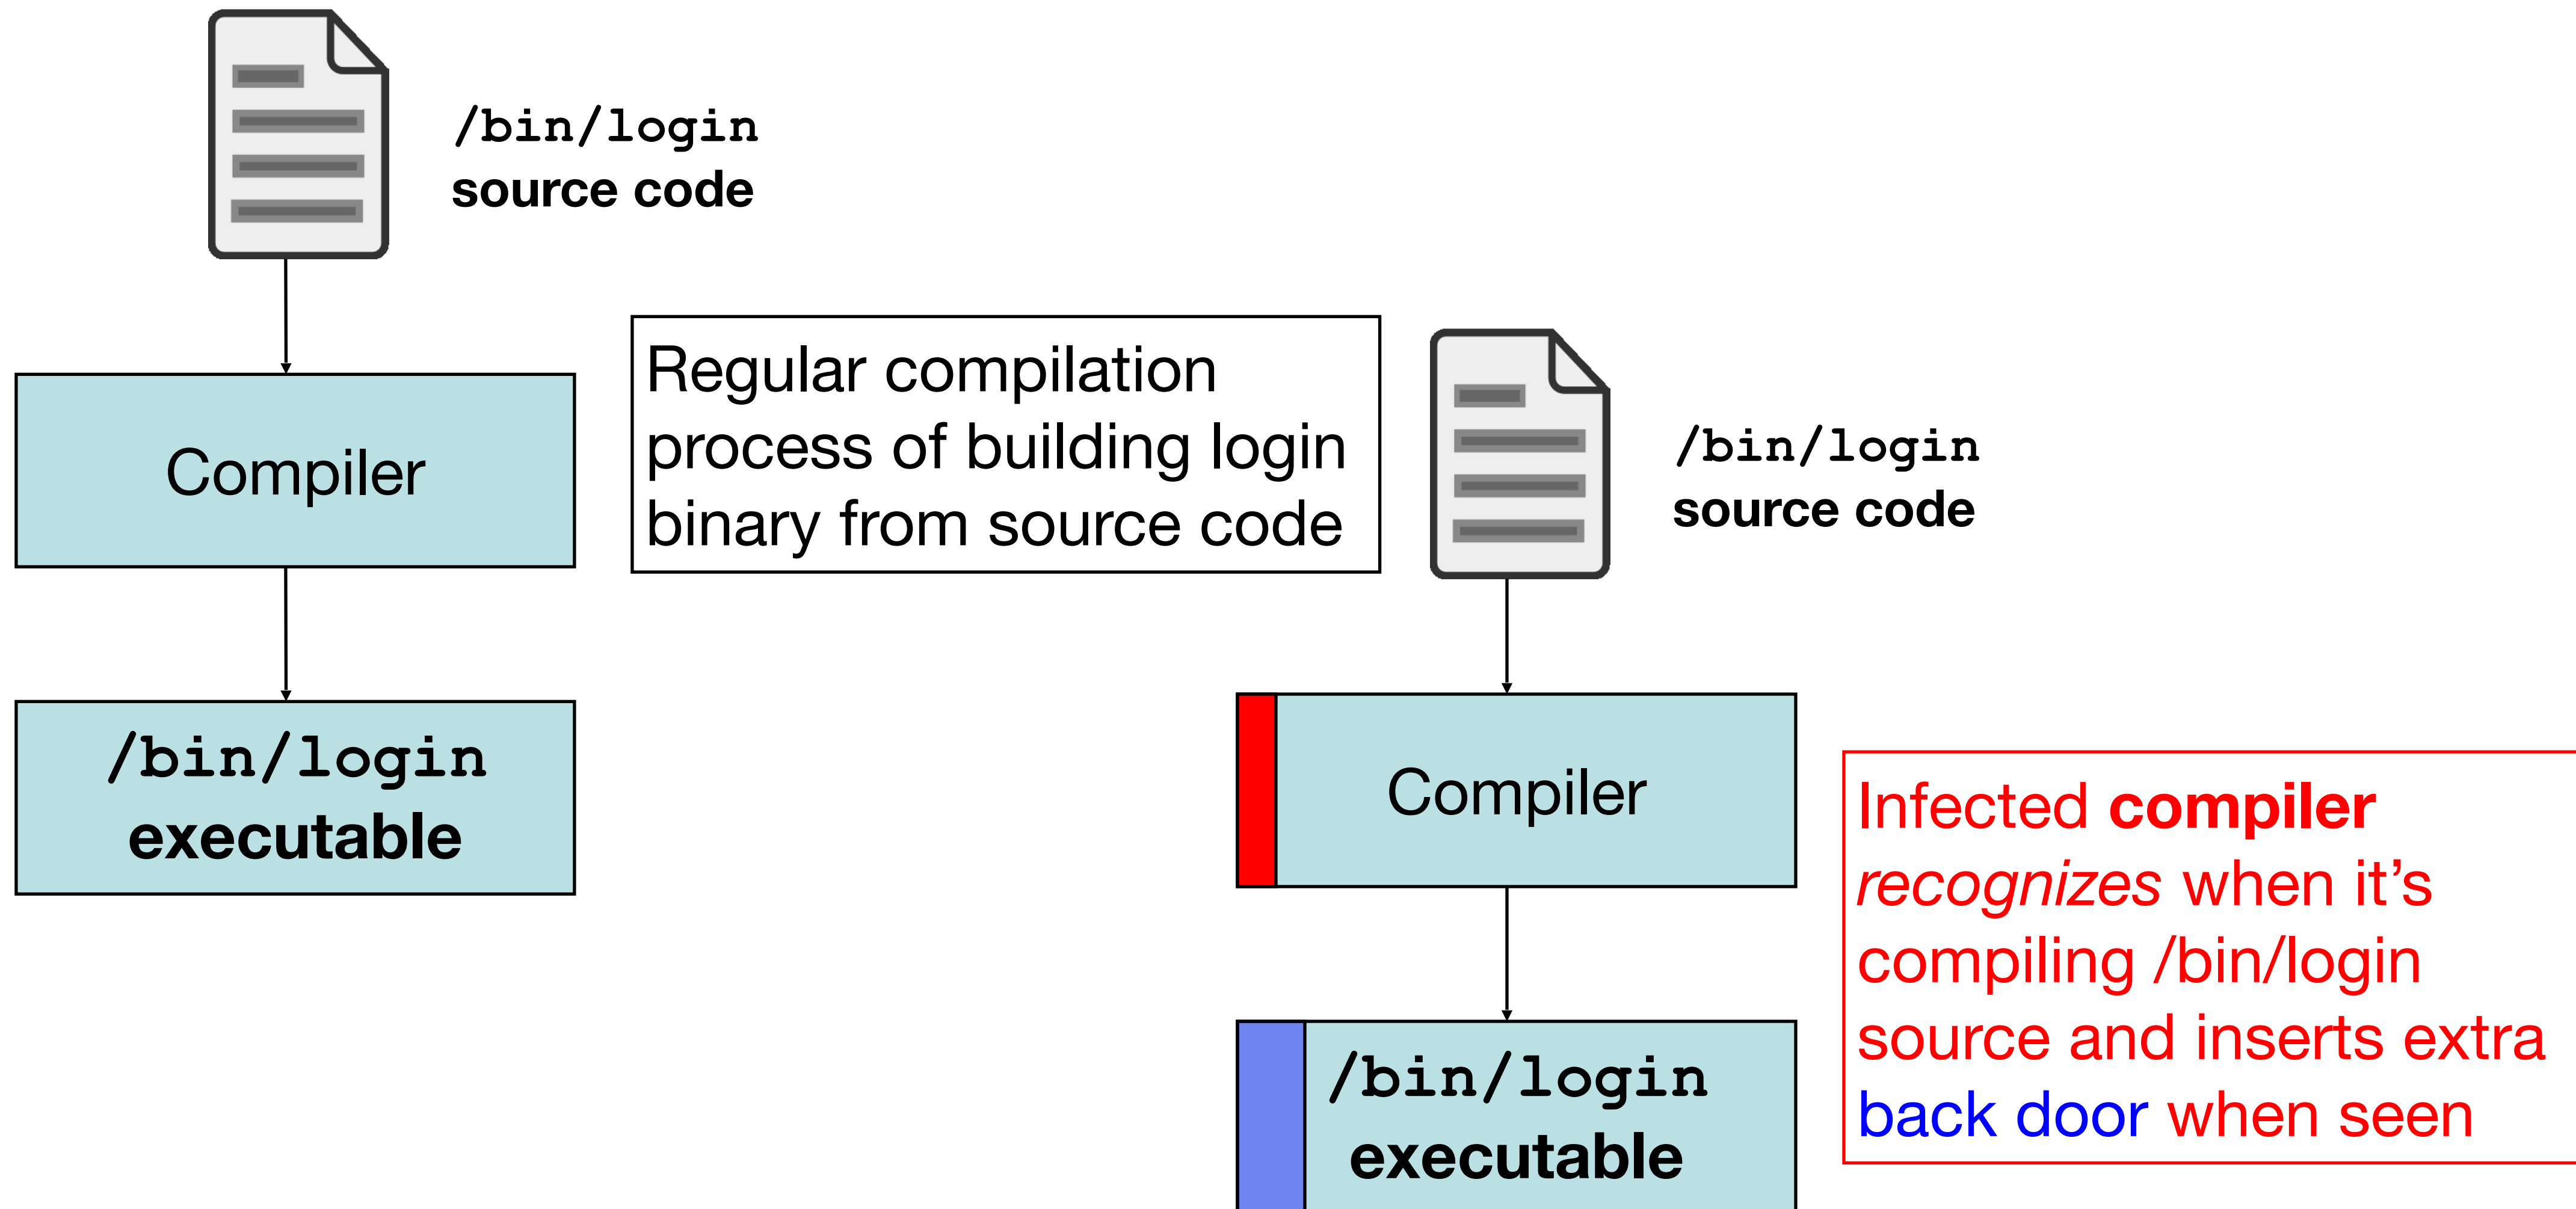 /bin/login
source code
Compiler
/bin/login
executable
Regular compilation
process of building login
binary from source code
/bin/login
source code
Compiler
/bin/login
executable
Infected compiler
recognizes when it’s
compiling /bin/login
source and inserts extra
back door when seen